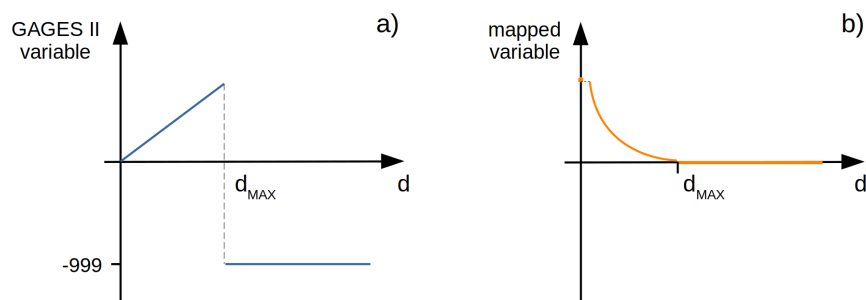 GAGES II
variable
a)
d
MAX
d
-999
mapped
variable
b)
d
MAX
d